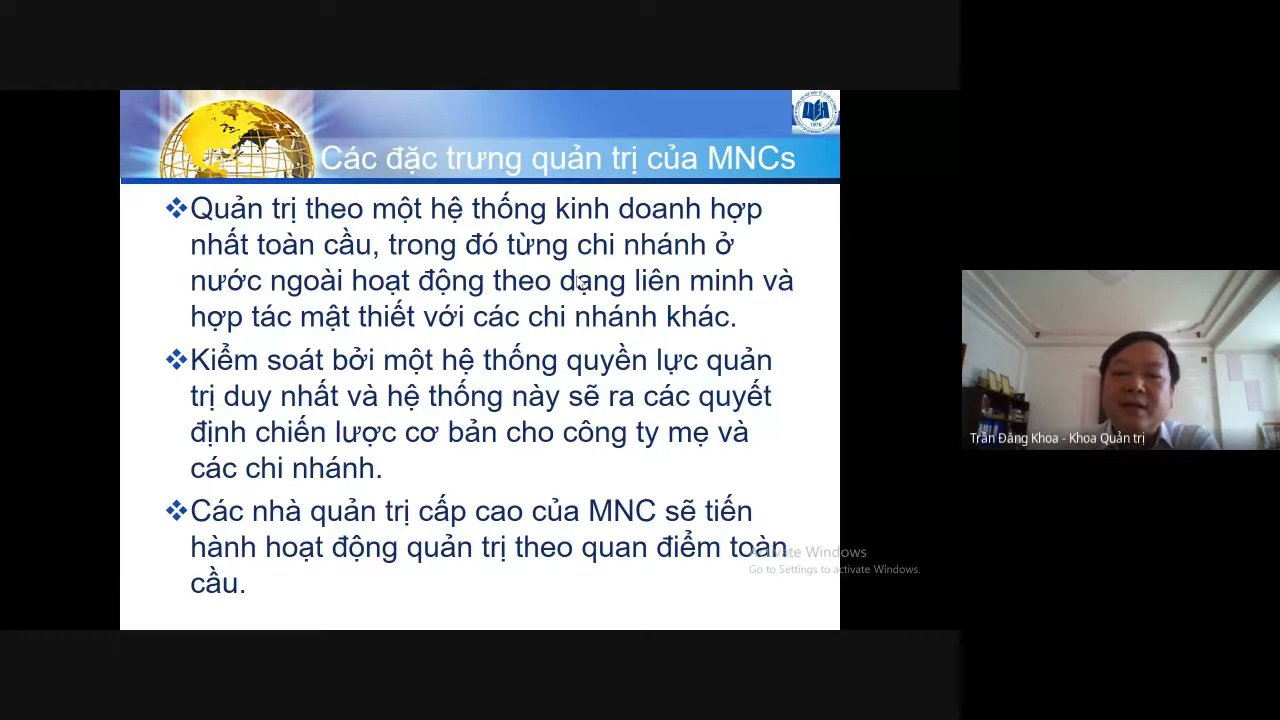 Các đặc trưng quản trị của MNCs
❖Quản trị theo một hệ thống kinh doanh hợp
nhất toàn cầu, trong đó từng chi nhánh ở
nước ngoài hoạt động theo dạng liên minh và
hợp tác mật thiết với các chi nhánh khác.
❖Kiểm soát bởi một hệ thống quyền lực quản
trị duy nhất và hệ thống này sẽ ra các quyết
định chiến lược cơ bản cho công ty mẹ và
các chi nhánh.
❖Các nhà quản trị cấp cao của MNC sẽ tiến
hành hoạt động quản trị theo quan điểm toàn
cầu.
Activate Windows
Go to Settings to activate Windows.
Trần Đăng Khoa - Khoa Quản trị
1976